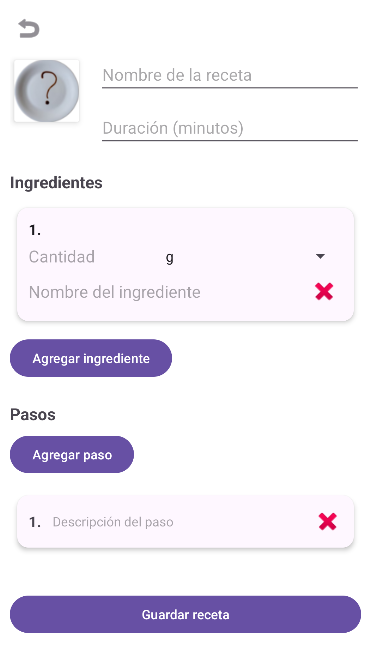 ?
Nombre de la receta
Duración (minutos)
Ingredientes
1.
Cantidad g
Nombre del ingrediente
Agregar ingrediente
Pasos
Agregar paso
1. Descripción del paso
Guardar receta